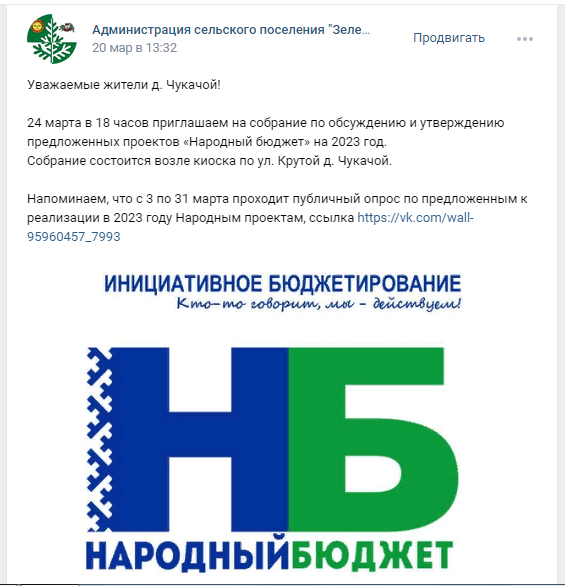 Администрация сельского поселения "Зеле...
20 мар в 13:32
Продвигать
Уважаемые жители д. Чукачой!
24 марта в 18 часов приглашаем на собрание по обсуждению и утверждению
предложенных проектов «Народный бюджет» на 2023 год.
Собрание состоится возле киоска по ул. Крутой д. Чукачой.
Напоминаем, что с 3 по 31 марта проходит публичный опрос по предложенным к
реализации в 2023 году Народным проектам, ссылка https://vk.com/wall-
95960457_7993
ИНИЦИАТИВНОЕ БЮДЖЕТИРОВАНИЕ
Кто-то говорит, мы - действуем!
НБ
НАРОДНЫЙБЮДЖЕТ